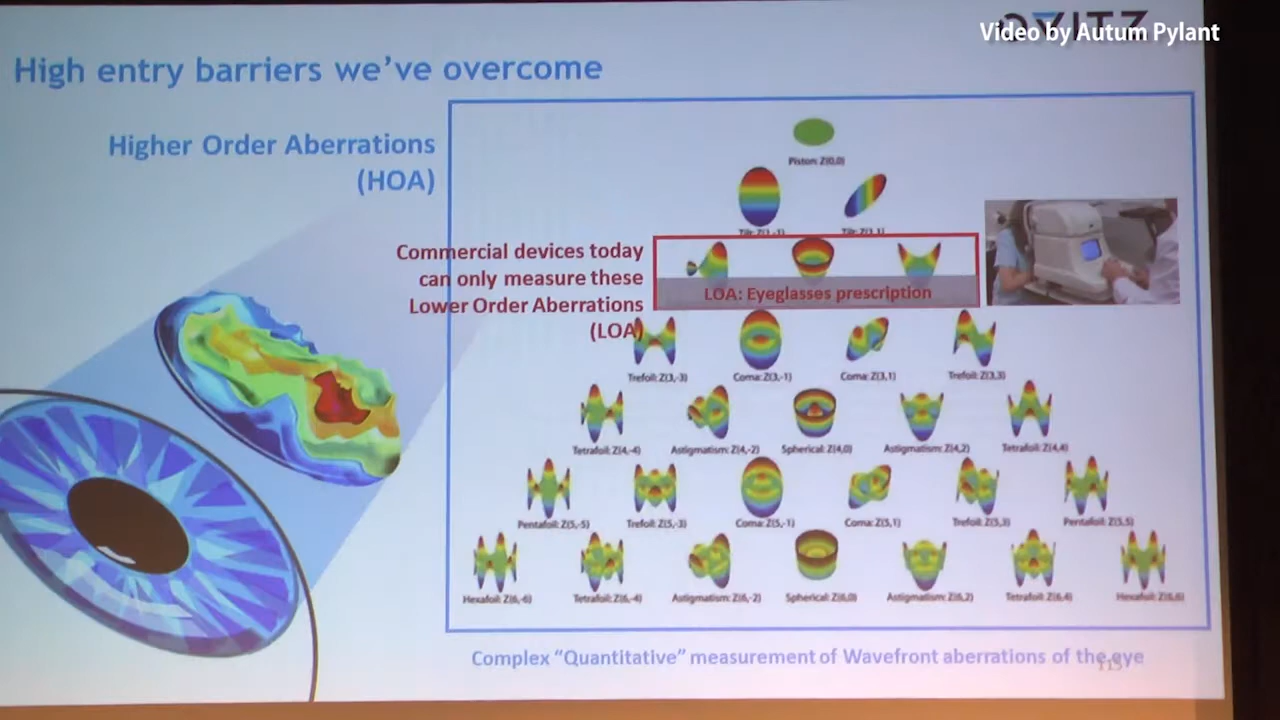 OVITZ
Video by Autum Pylant
High entry barriers we've overcome
Higher Order Aberrations
(HOA)
Piston: Z(0,0)
Tilt: Z(1,-1) Tilt: Z(1,1)
Commercial devices today
can only measure these
Lower Order Aberrations
(LOA)
LOA: Eyeglasses prescription
Trefoil: Z(3,-3) Coma: Z(3,-1) Coma: Z(3,1) Trefoil: Z(3,3)
Tetrafoil: Z(4,-4) Astigmatism: Z(4,-2) Spherical: Z(4,0) Astigmatism: Z(4,2) Tetrafoil: Z(4,4)
Pentafoil: Z(5,-5) Trefoil: Z(5,-3) Coma: Z(5,-1) Coma: Z(5,1) Trefoil: Z(5,3) Pentafoil: Z(5,5)
Hexafoil: Z(6,-6) Tetrafoil: Z(6,-4) Astigmatism: Z(6,-2) Spherical: Z(6,0) Astigmatism: Z(6,2) Tetrafoil: Z(6,4) Hexafoil: Z(6,6)
Complex "Quantitative" measurement of Wavefront aberrations of the eye